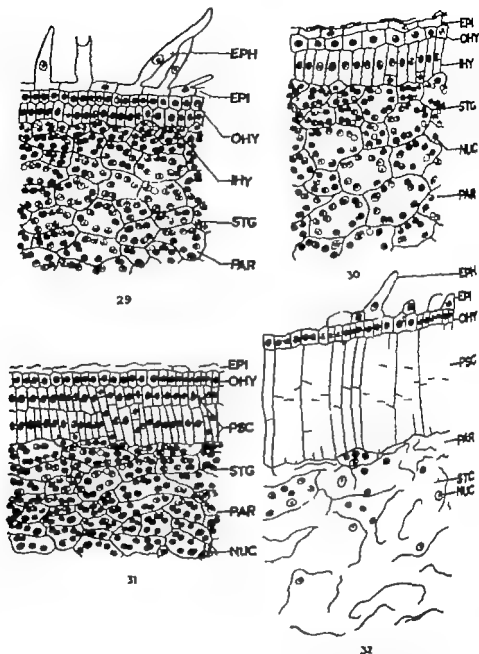 EPH
EPI
OHY
IHY
STG
PAR
29
EPI
OHY
IHY
STG
NUC
PAR
30
EPI
OHY
PSC
STG
PAR
NUC
31
EPH
EPI
OHY
PSC
PAR
STC
NUC
32